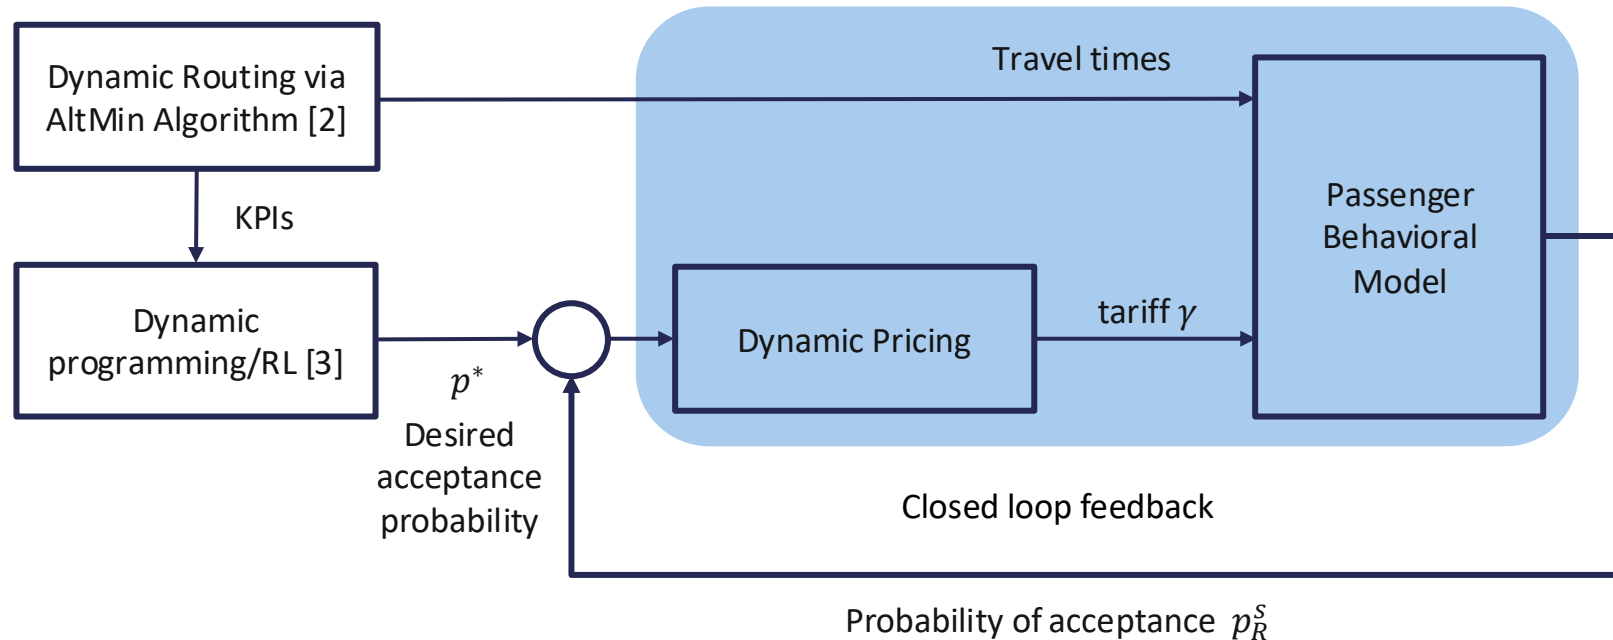 Dynamic Routing via
AltMin Algorithm [2]
Travel times
KPIs
Passenger
Behavioral
Model
Dynamic
programming/RL [3]
p*
Desired
acceptance
probability
Dynamic Pricing
tariff γ
Closed loop feedback
Probability of acceptance p_R^s